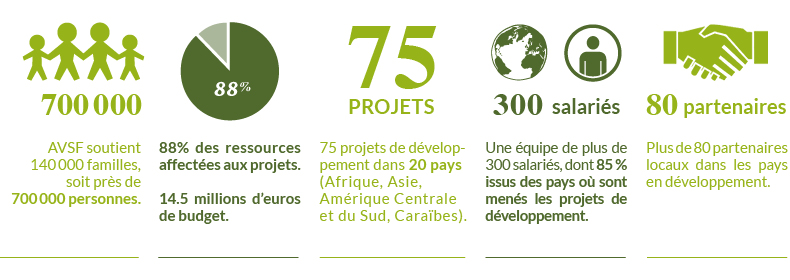 700 000
AVSF soutient
140 000 familles,
soit près de
700 000 personnes.
88%
88% des ressources
affectées aux projets.
14.5 millions d'euros
de budget.
75
PROJETS
75 projets de dévelop-
pement dans 20 pays
(Afrique, Asie,
Amérique Centrale
et du Sud, Caraïbes).
300 salariés
Une équipe de plus de
300 salariés, dont 85 %
issus des pays où sont
menés les projets de
développement.
80 partenaires
Plus de 80 partenaires
locaux dans les pays
en développement.